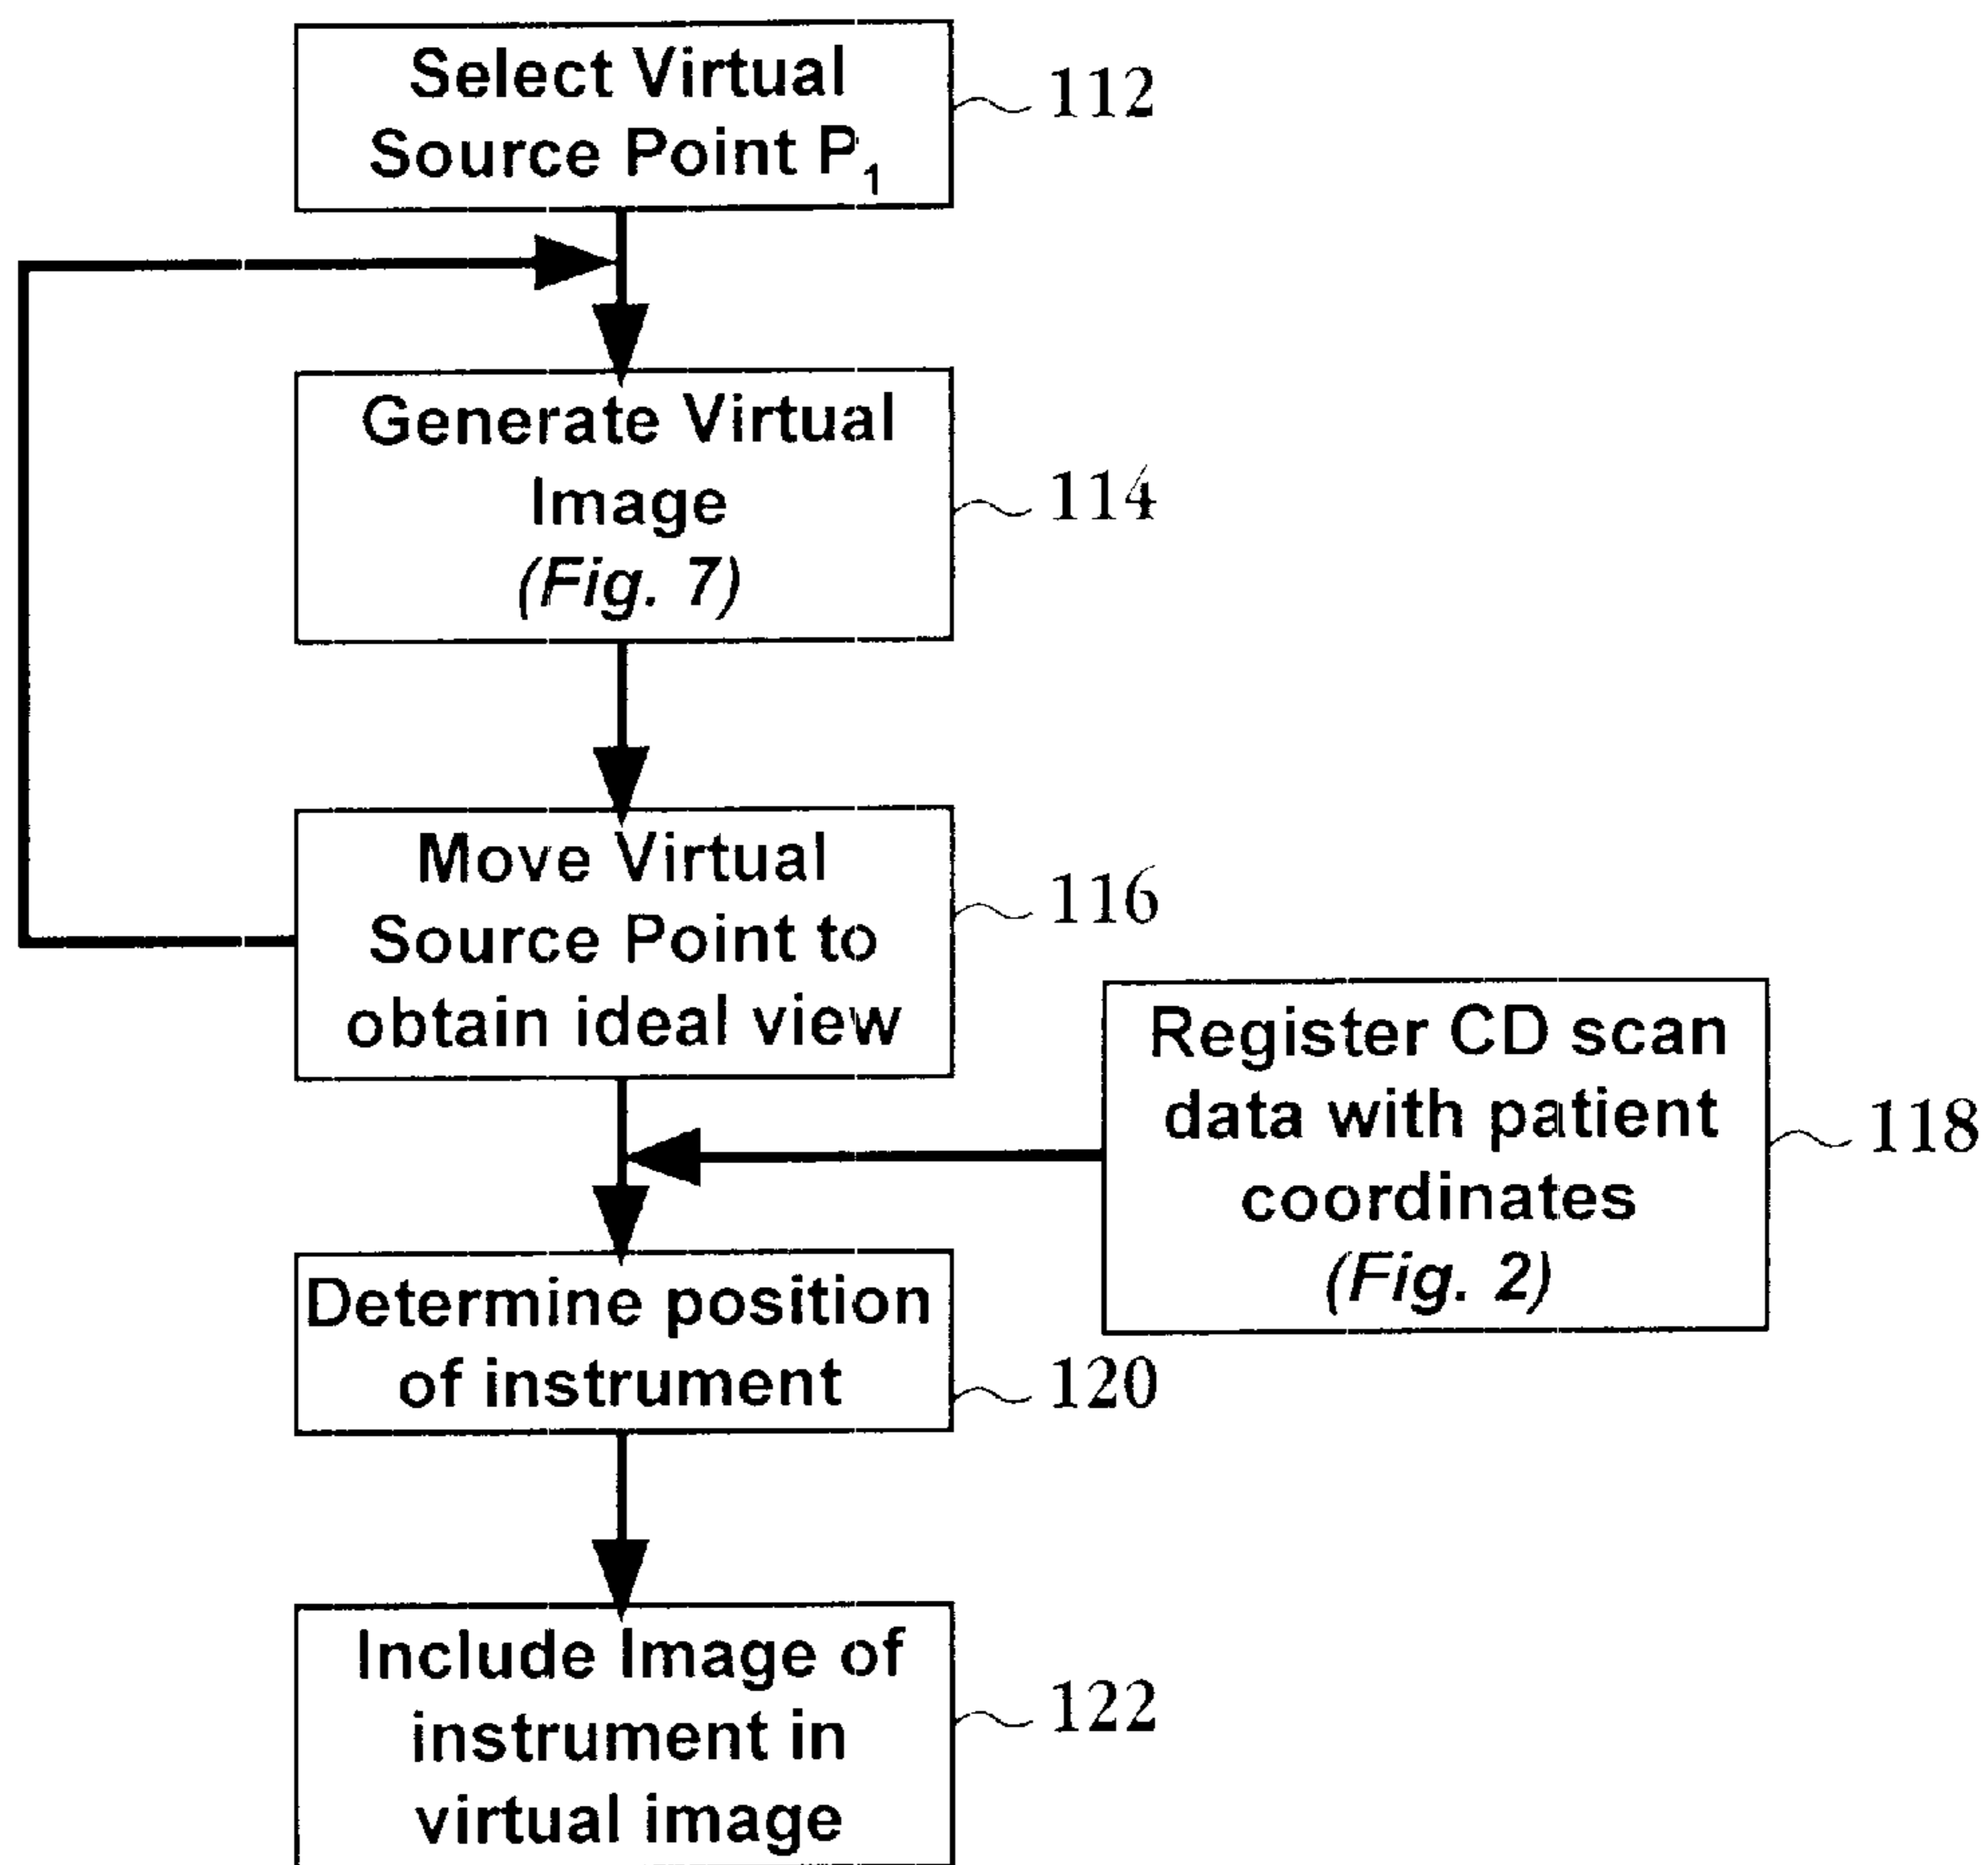 Select Virtual
Source Point P₁
112
Generate Virtual
Image
(Fig. 7)
114
Move Virtual
Source Point to
obtain ideal view
116
Register CD scan
data with patient
coordinates
(Fig. 2)
118
Determine position
of instrument
120
Include Image of
instrument in
virtual image
122